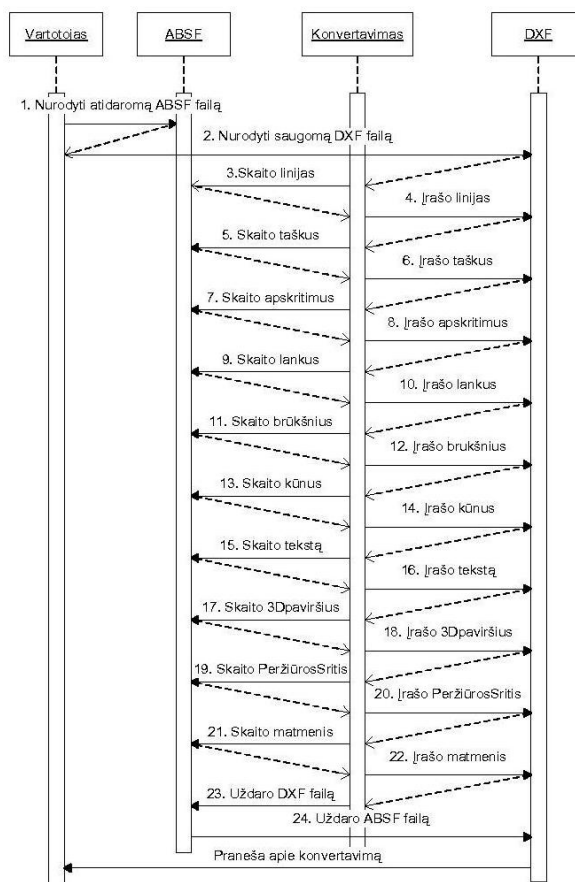 Vartotojas
ABSF
Konvertavimas
DXF
1. Nurodyti atidaromą ABSF failą
2. Nurodyti saugomą DXF failą
3.Skaito linijas
4. Įrašo linijas
5. Skaito taškus
6. Įrašo taškus
7. Skaito apskritimus
8. Įrašo apskritimus
9. Skaito lankus
10. Įrašo lankus
11. Skaito brūkšnius
12. Įrašo brukšnius
13. Skaito kūnus
14. Įrašo kūnus
15. Skaito tekstą
16. Įrašo tekstą
17. Skaito 3Dpaviršius
18. Įrašo 3Dpaviršius
19. Skaito PeržiūrosSritis
20. Įrašo PeržiūrosSritis
21. Skaito matmenis
22. Įrašo matmenis
23. Uždaro DXF failą
24. Uždaro ABSF failą
Praneša apie konvertavimą